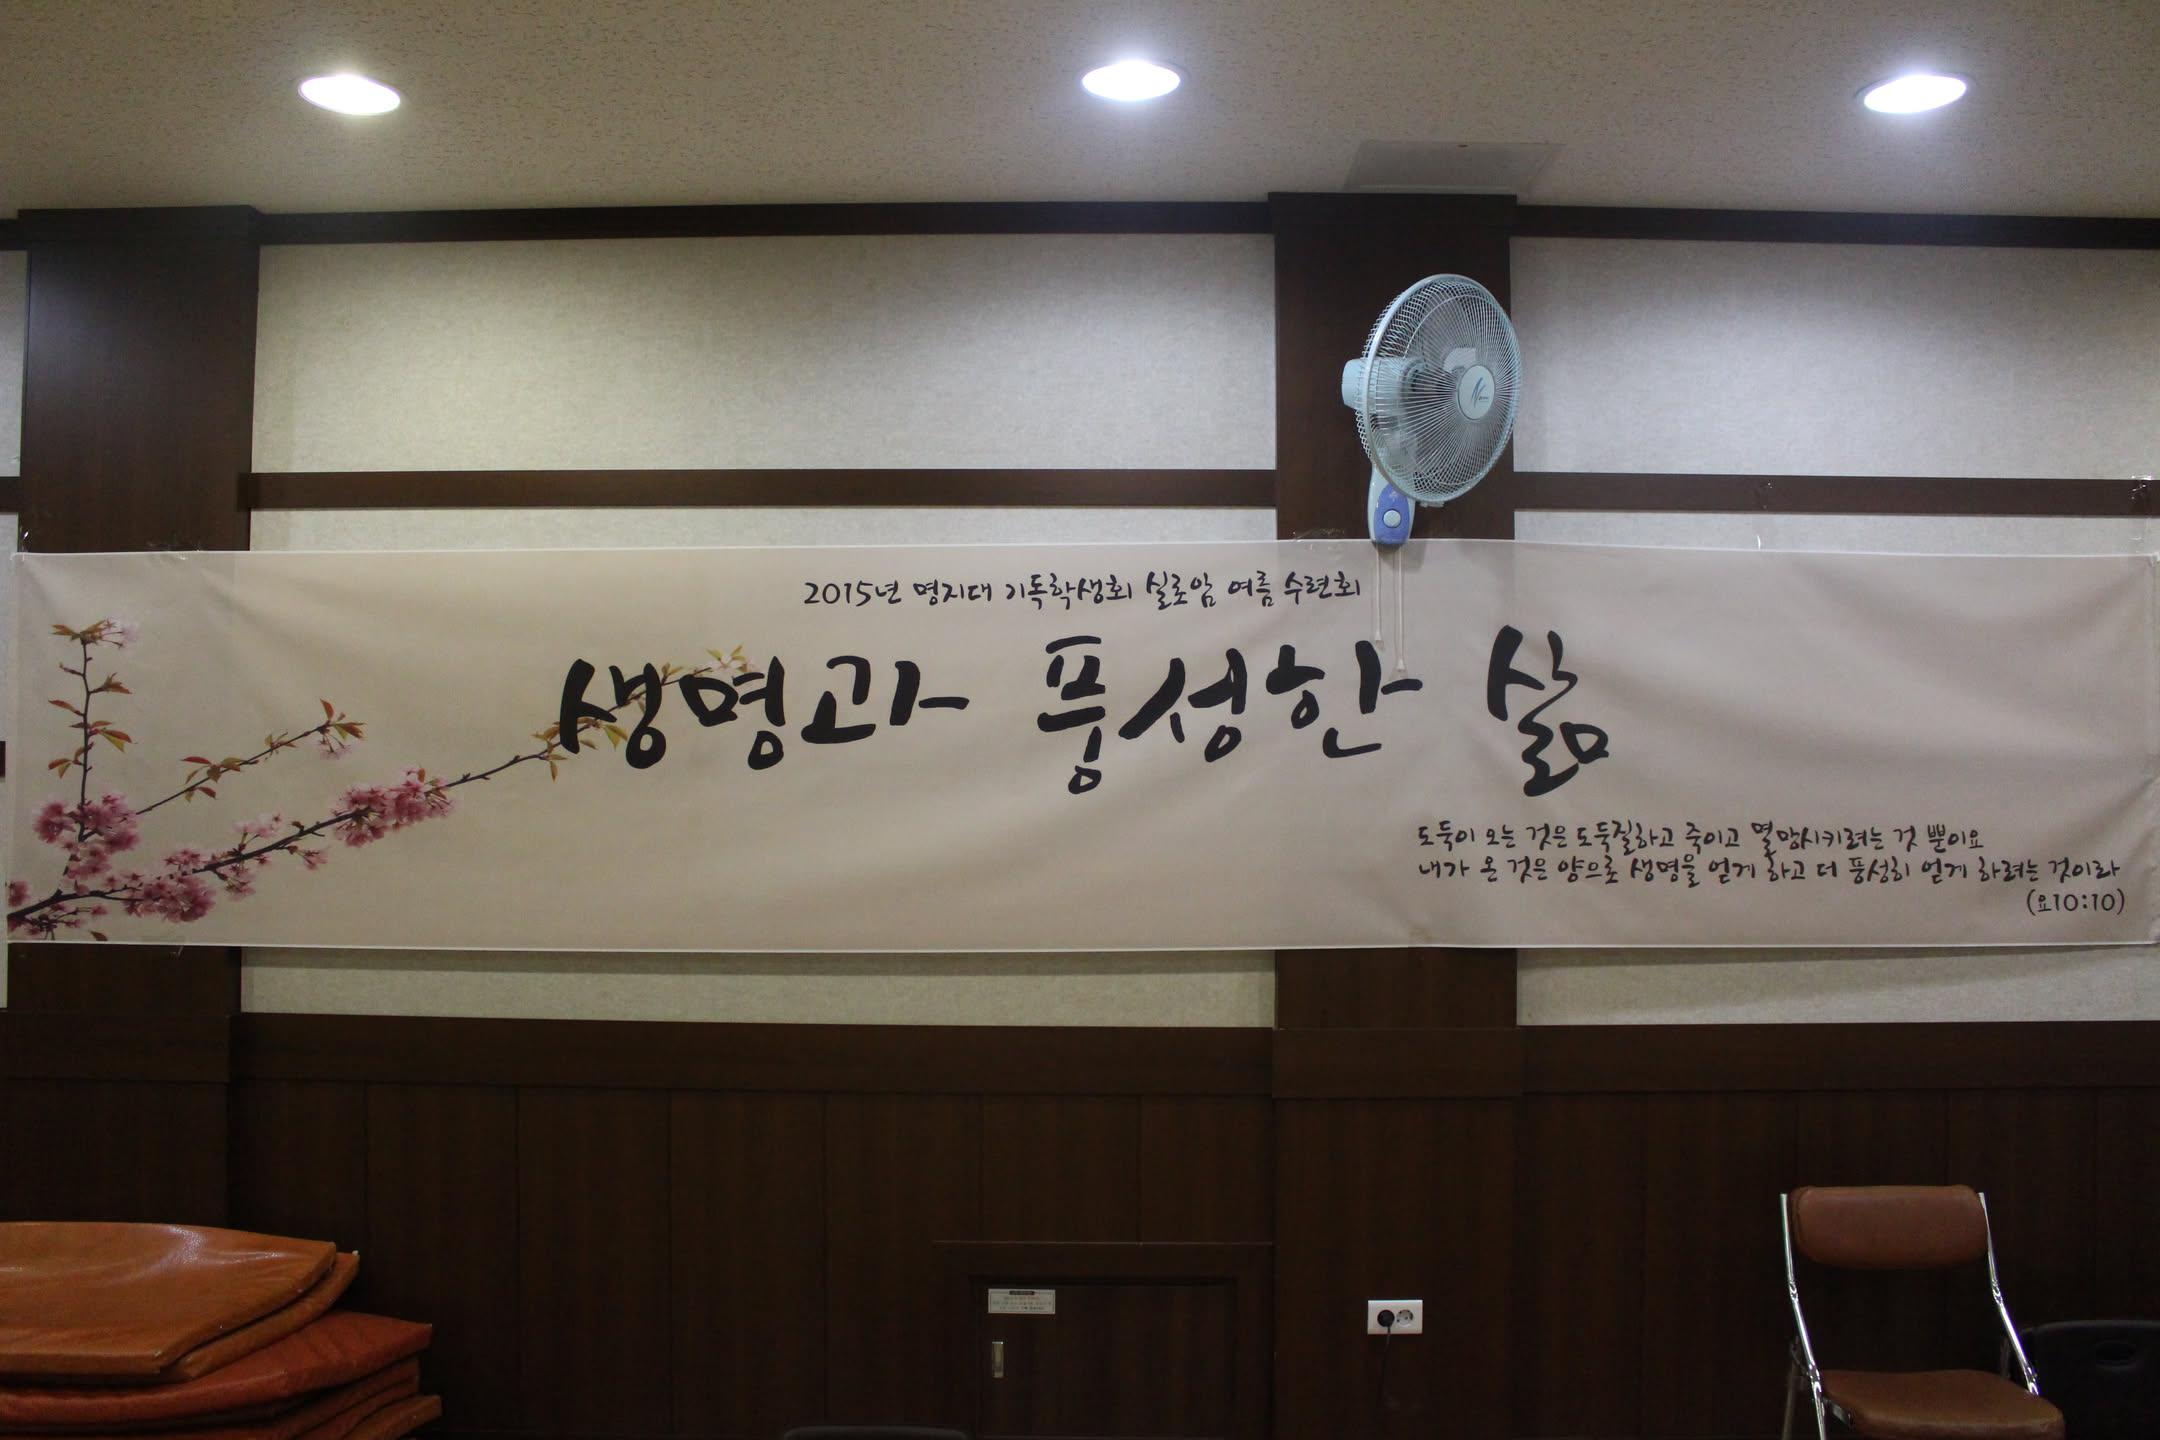 2015년 명지대 기독학생회 실로암 여름 수련회
생명과 풍성한 삶
도둑이 오는 것은 도둑질하고 죽이고 멸망시키려는 것 뿐이요
내가 온 것은 양으로 생명을 얻게 하고 더 풍성히 얻게 하려는 것이라
(요10:10)